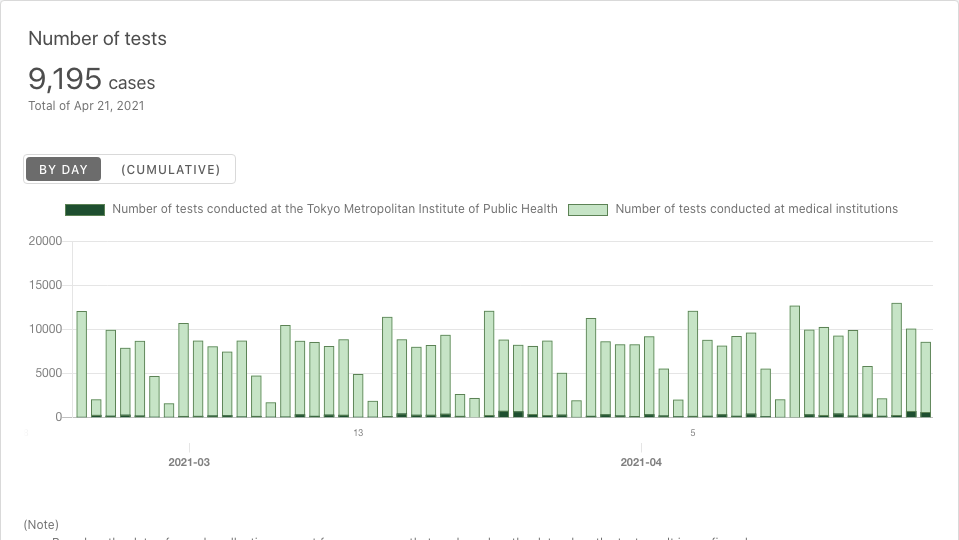 Number of tests
9,195 cases
Total of Apr 21, 2021
BY DAY (CUMULATIVE)
Number of tests conducted at the Tokyo Metropolitan Institute of Public Health Number of tests conducted at medical institutions
20000
15000
10000
5000
0
13 5
2021-03 2021-04
(Note)